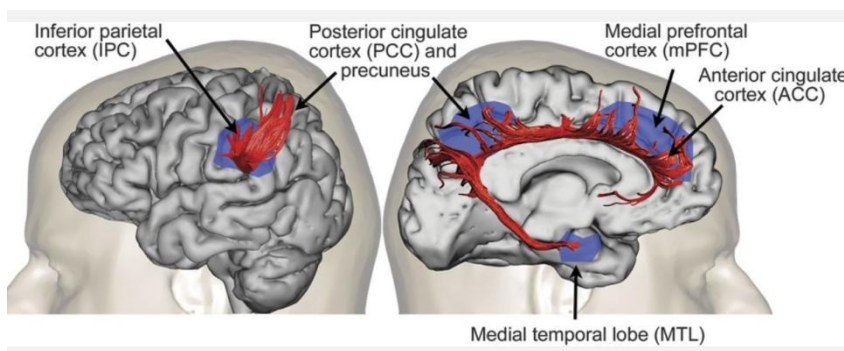 Inferior parietal
cortex (IPC)
Posterior cingulate
cortex (PCC) and
precuneus
Medial prefrontal
cortex (mPFC)
Anterior cingulate
cortex (ACC)
Medial temporal lobe (MTL)